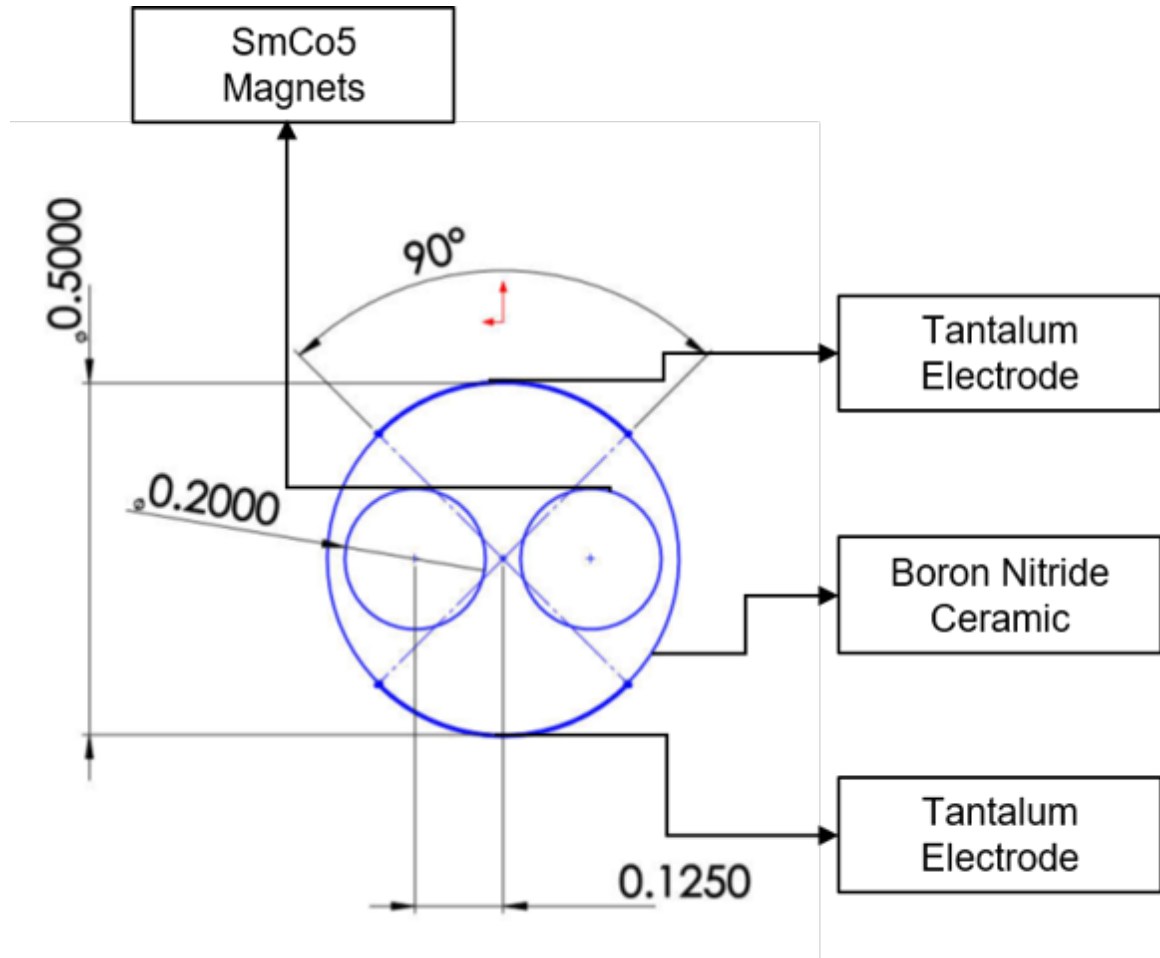 SmCo5
Magnets
90°
⌀0.5000
Tantalum
Electrode
⌀0.2000
Boron Nitride
Ceramic
Tantalum
Electrode
0.1250